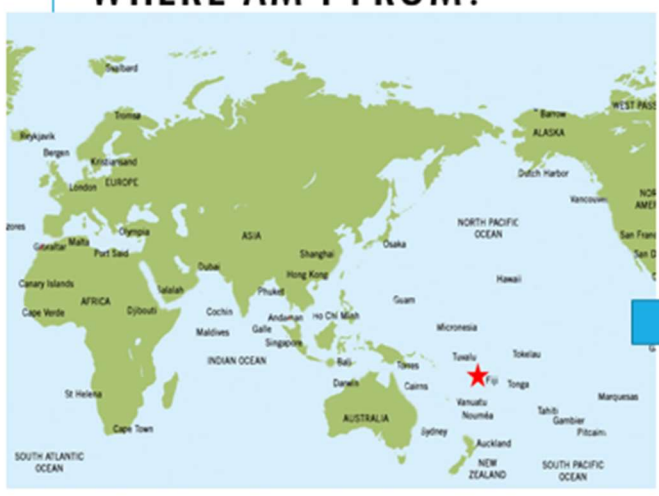 WHERE AM I FROM?
Svalbard
Tromsø
Reykjavik
Bergen
Kristiansand
London
EUROPE
Barrow
ALASKA
WEST PASS
Dutch Harbor
Vancouver
NOR
AMER
San Fran
San D
zores
Gibraltar
Malta
Olympia
Port Said
ASIA
Osaka
NORTH PACIFIC
OCEAN
Shanghai
Dubai
Hong Kong
Hawaii
Canary Islands
AFRICA
Salalah
Phuket
Guam
Cape Verde
Djibouti
Cochin
Andaman
Ho Chi Minh
Maldives
Galle
Singapore
Micronesia
INDIAN OCEAN
Bali
Torres
Tuvalu
Tokelau
Darwin
Cairns
Fiji
Tonga
St Helena
Vanuatu
Marquesas
AUSTRALIA
Nouméa
Tahiti
Gambier
Pitcairn
Cape Town
Sydney
Auckland
SOUTH ATLANTIC
OCEAN
NEW
ZEALAND
SOUTH PACIFIC
OCEAN